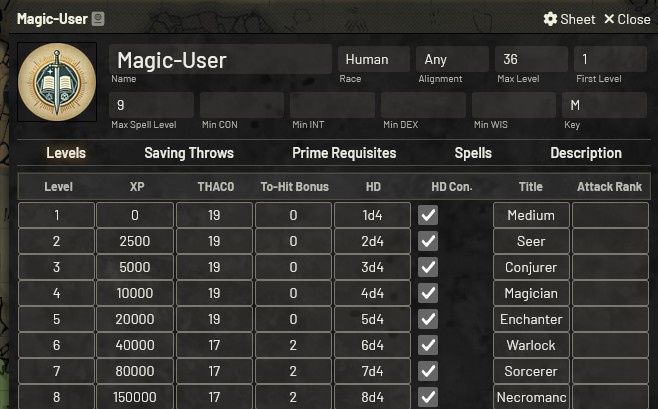 Magic-User Sheet Close
Magic-User Human Any 36 1
Name Race Alignment Max Level First Level
9 M
Max Spell Level Min CON Min INT Min DEX Min WIS Key
Levels Saving Throws Prime Requisites Spells Description
Level XP THAC0 To-Hit Bonus HD HD Con. Title Attack Rank
1 0 19 0 1d4 Medium
2 2500 19 0 2d4 Seer
3 5000 19 0 3d4 Conjurer
4 10000 19 0 4d4 Magician
5 20000 19 0 5d4 Enchanter
6 40000 17 2 6d4 Warlock
7 80000 17 2 7d4 Sorcerer
8 150000 17 2 8d4 Necromanc